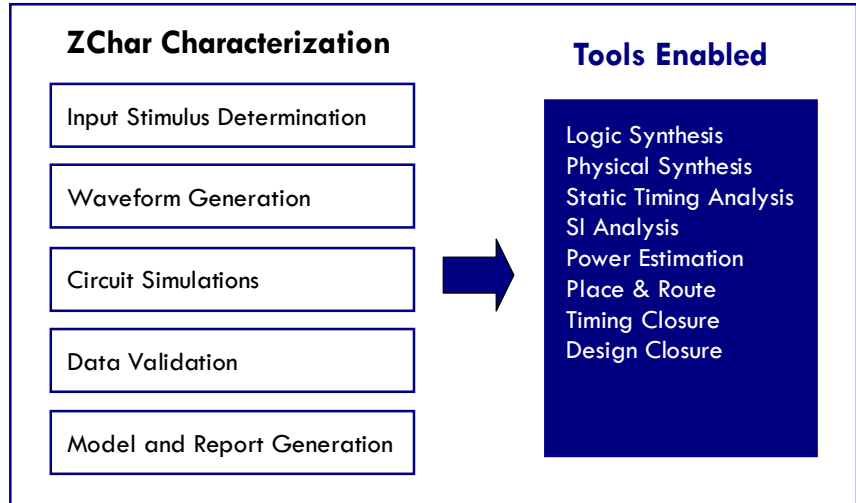 ZChar Characterization
Input Stimulus Determination
Waveform Generation
Circuit Simulations
Data Validation
Model and Report Generation
Tools Enabled
Logic Synthesis
Physical Synthesis
Static Timing Analysis
SI Analysis
Power Estimation
Place & Route
Timing Closure
Design Closure